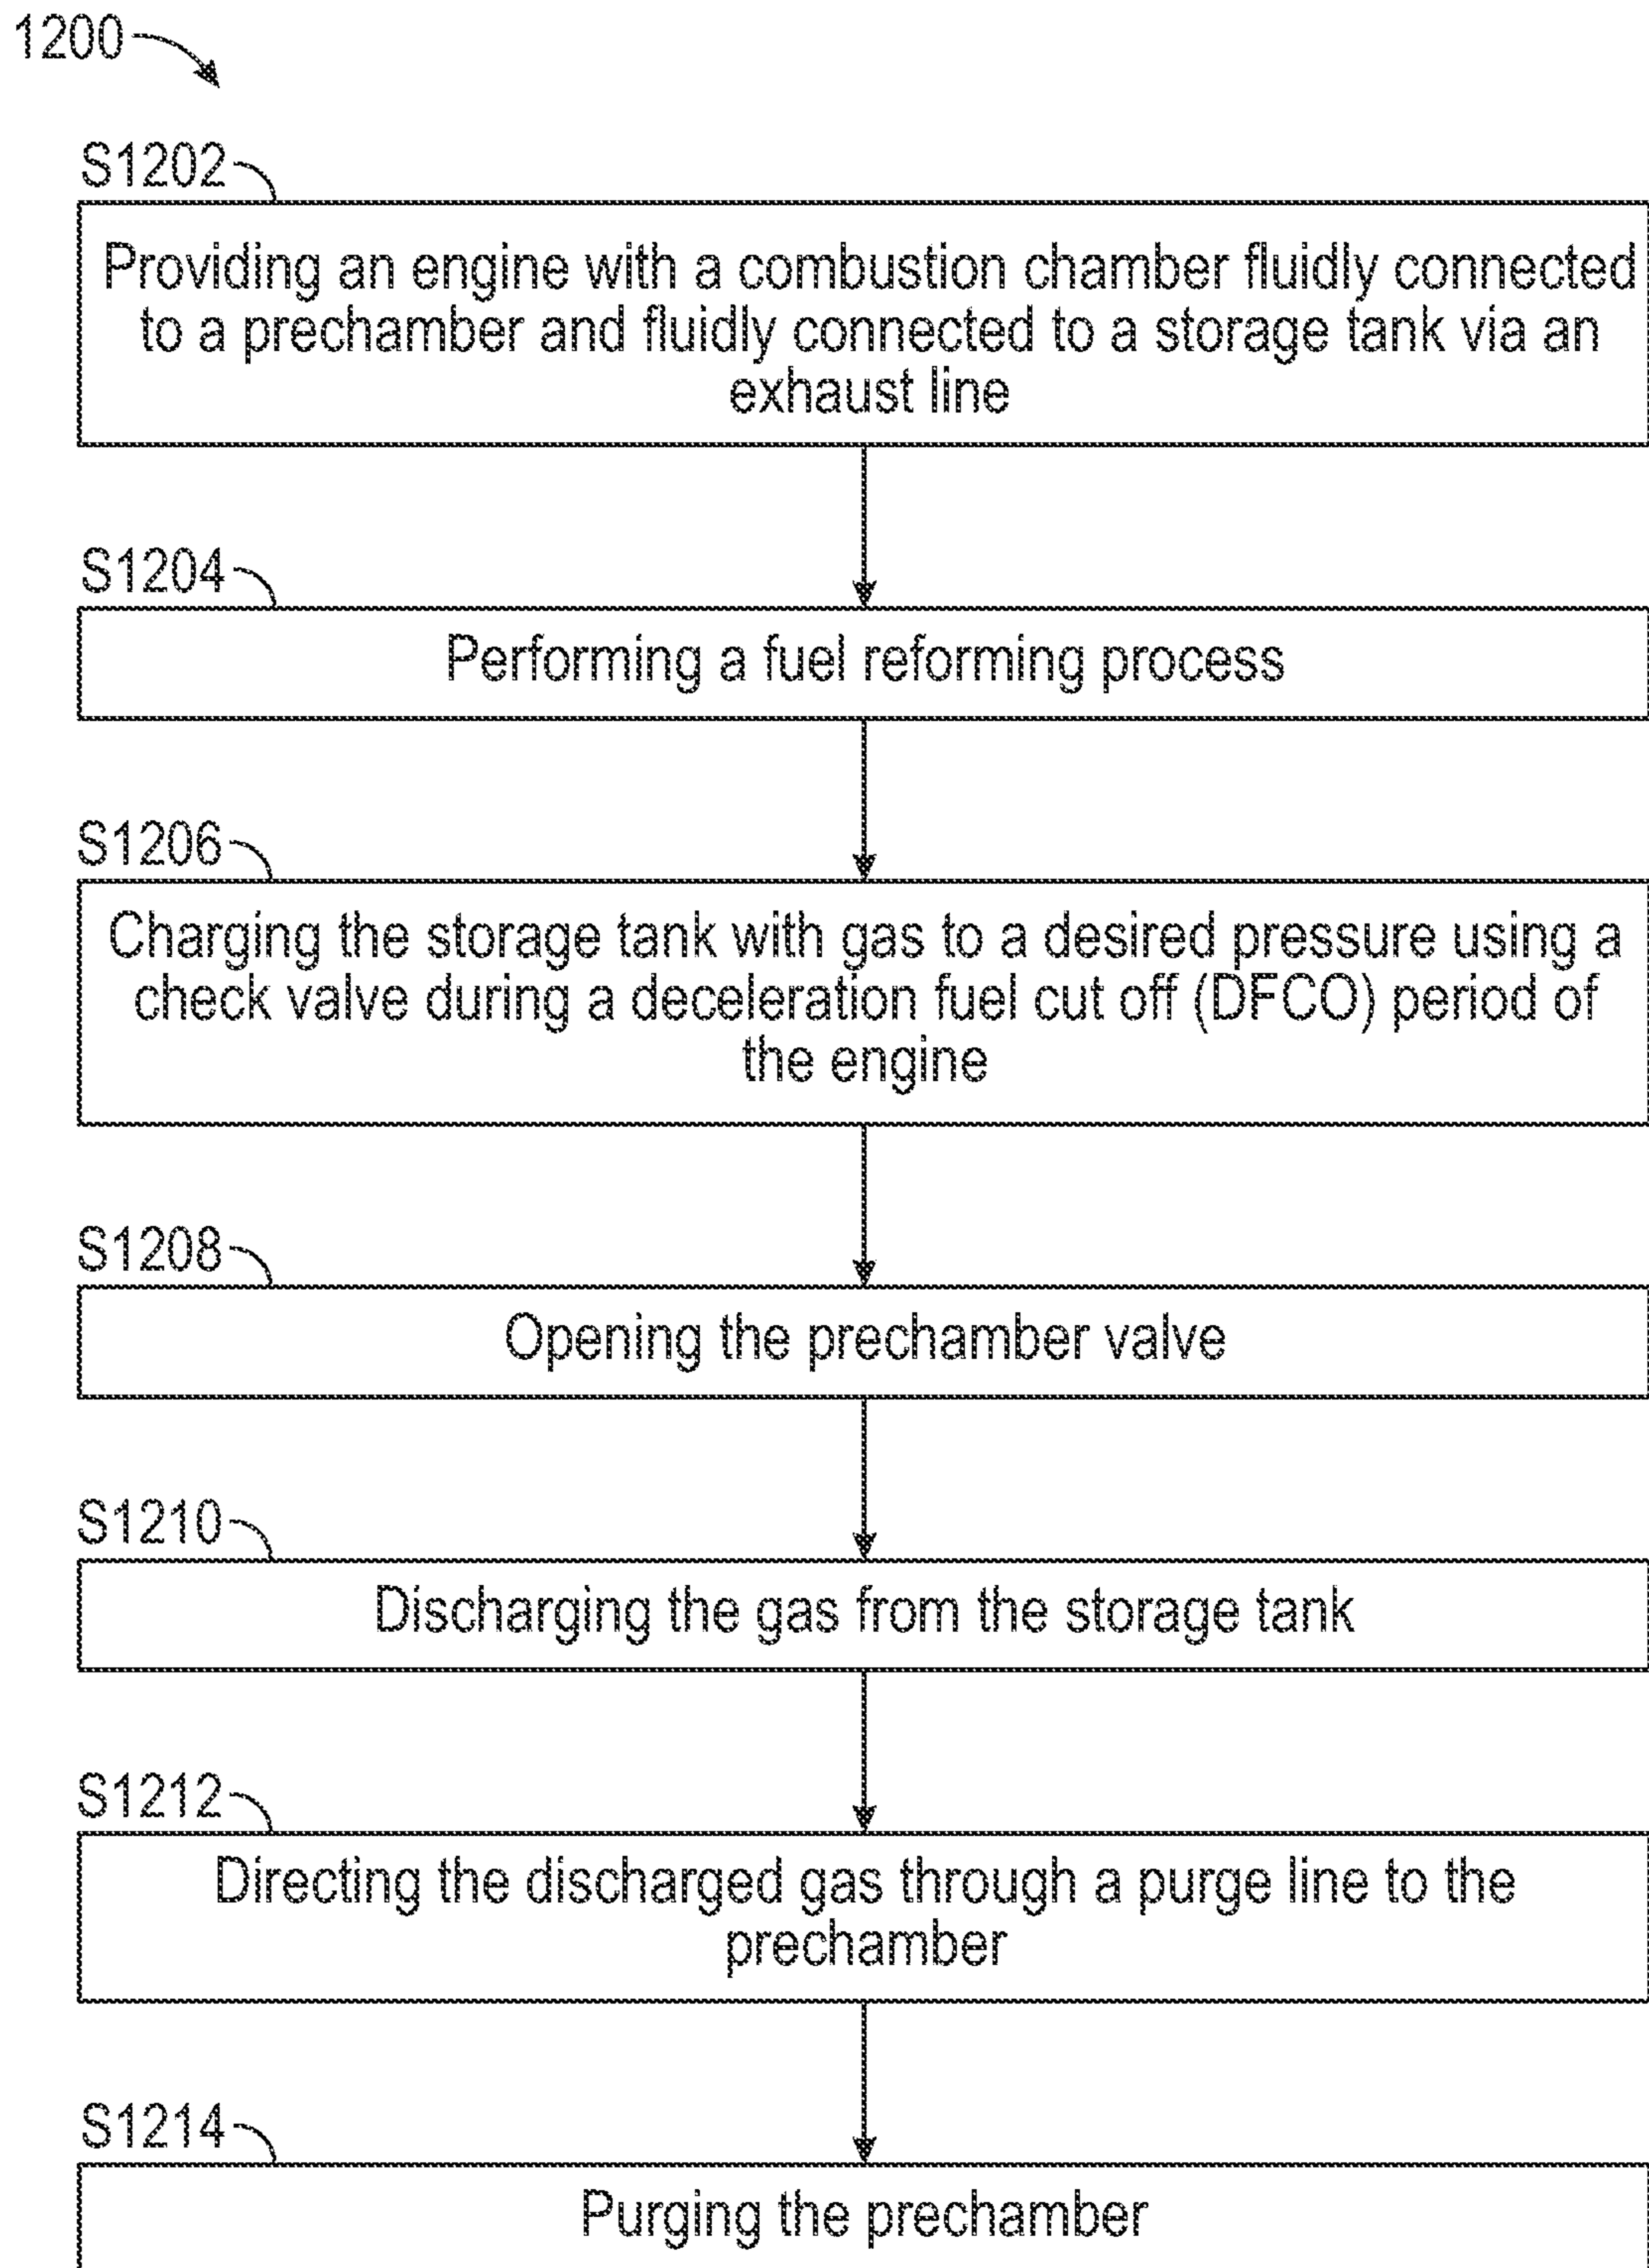 1200
S1202
Providing an engine with a combustion chamber fluidly connected
to a prechamber and fluidly connected to a storage tank via an
exhaust line
S1204
Performing a fuel reforming process
S1206
Charging the storage tank with gas to a desired pressure using a
check valve during a deceleration fuel cut off (DFCO) period of
the engine
S1208
Opening the prechamber valve
S1210
Discharging the gas from the storage tank
S1212
Directing the discharged gas through a purge line to the
prechamber
S1214
Purging the prechamber